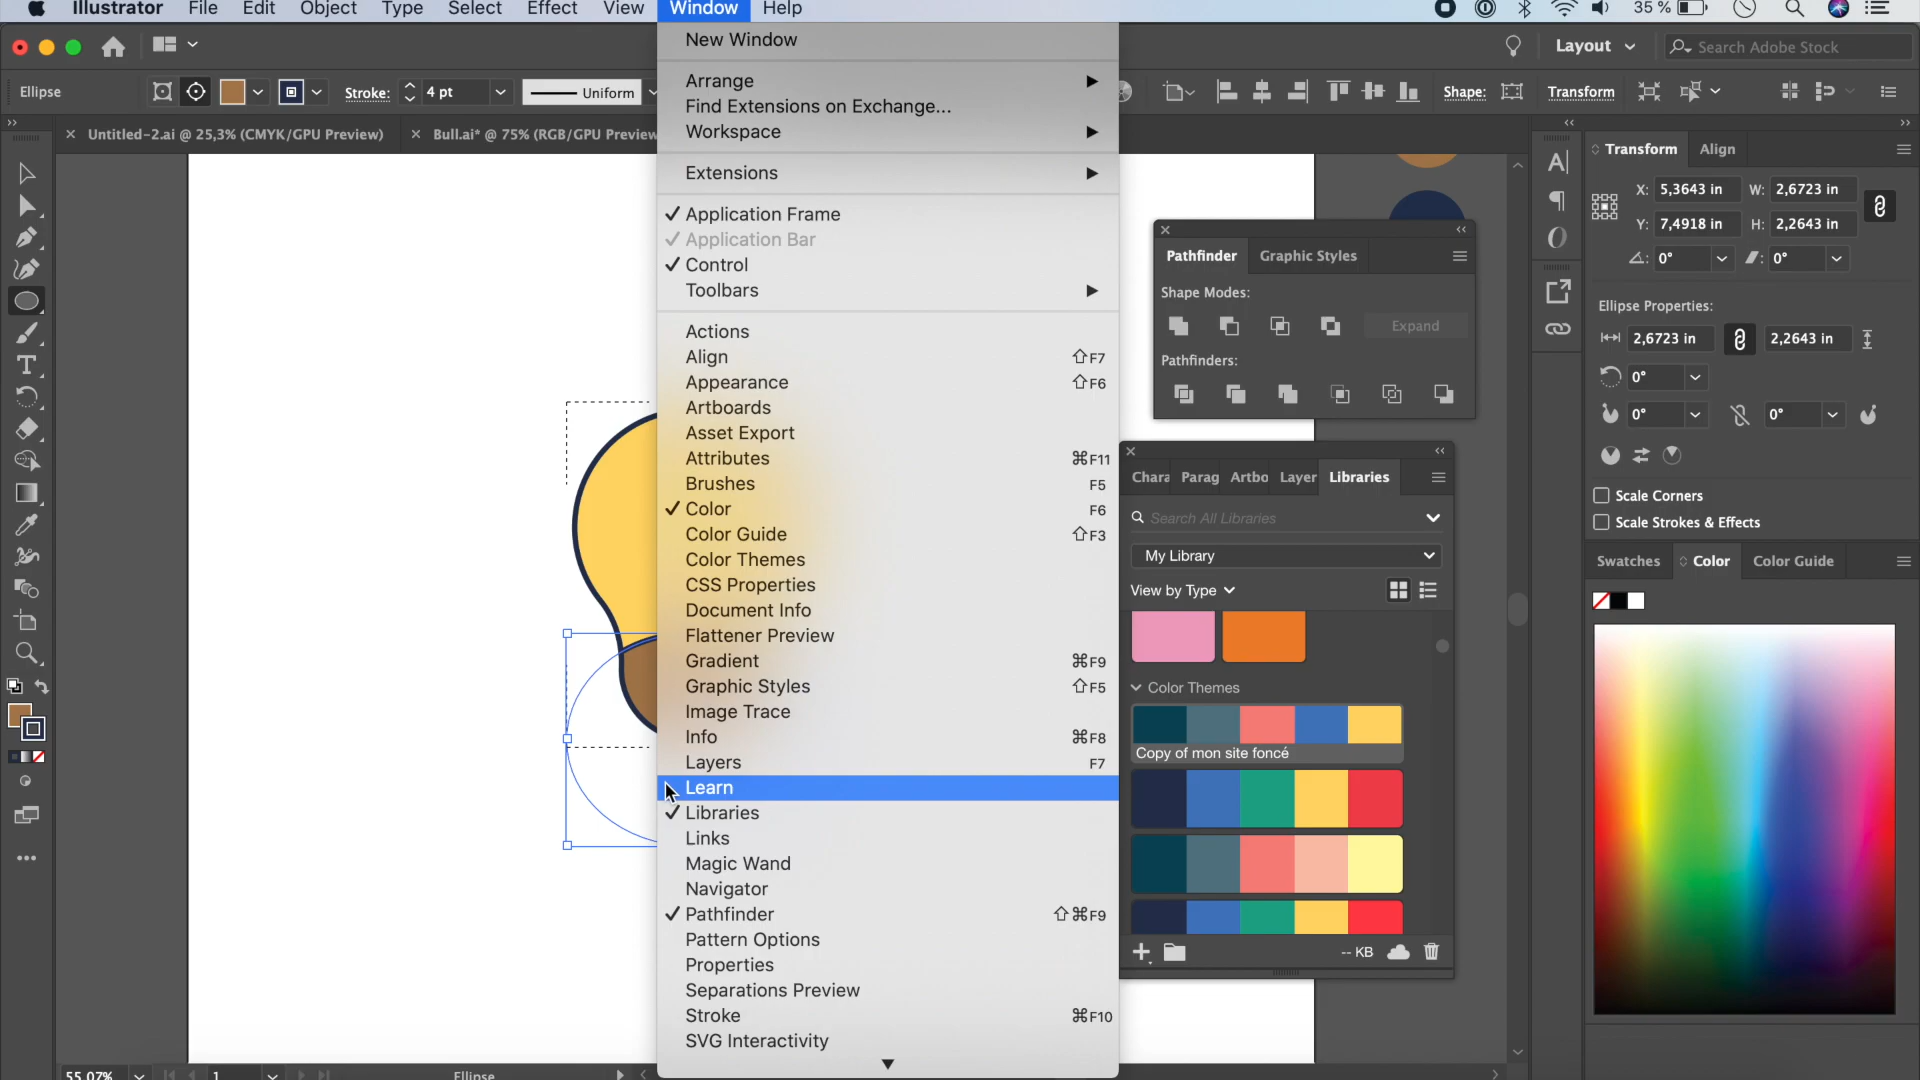 Illustrator File Edit Object Type Select Effect View Window Help 35 %
Layout Search Adobe Stock
Ellipse Stroke: 4 pt Uniform Shape: Transform
Untitled-2.ai @ 25,3% (CMYK/GPU Preview) Bull.ai* @ 75% (RGB/GPU Preview
New Window
Arrange
Find Extensions on Exchange...
Workspace
Extensions
Application Frame
Application Bar
Control
Toolbars
Actions
Align ⇧F7
Appearance ⇧F6
Artboards
Asset Export
Attributes ⌘F11
Brushes F5
Color F6
Color Guide ⇧F3
Color Themes
CSS Properties
Document Info
Flattener Preview
Gradient ⌘F9
Graphic Styles ⇧F5
Image Trace
Info ⌘F8
Layers F7
Learn
Libraries
Links
Magic Wand
Navigator
Pathfinder ⇧⌘F9
Pattern Options
Properties
Separations Preview
Stroke ⌘F10
SVG Interactivity
Pathfinder Graphic Styles
Shape Modes:
Expand
Pathfinders:
Chara Parag Artbo Layer Libraries
Search All Libraries
My Library
View by Type
Color Themes
Copy of mon site foncé
-- KB
A
Transform Align
X: 5,3643 in W: 2,6723 in
Y: 7,4918 in H: 2,2643 in
0° 0°
Ellipse Properties:
2,6723 in 2,2643 in
0°
0° 0°
Scale Corners
Scale Strokes & Effects
Swatches Color Color Guide
55,07% 1 Ellipse